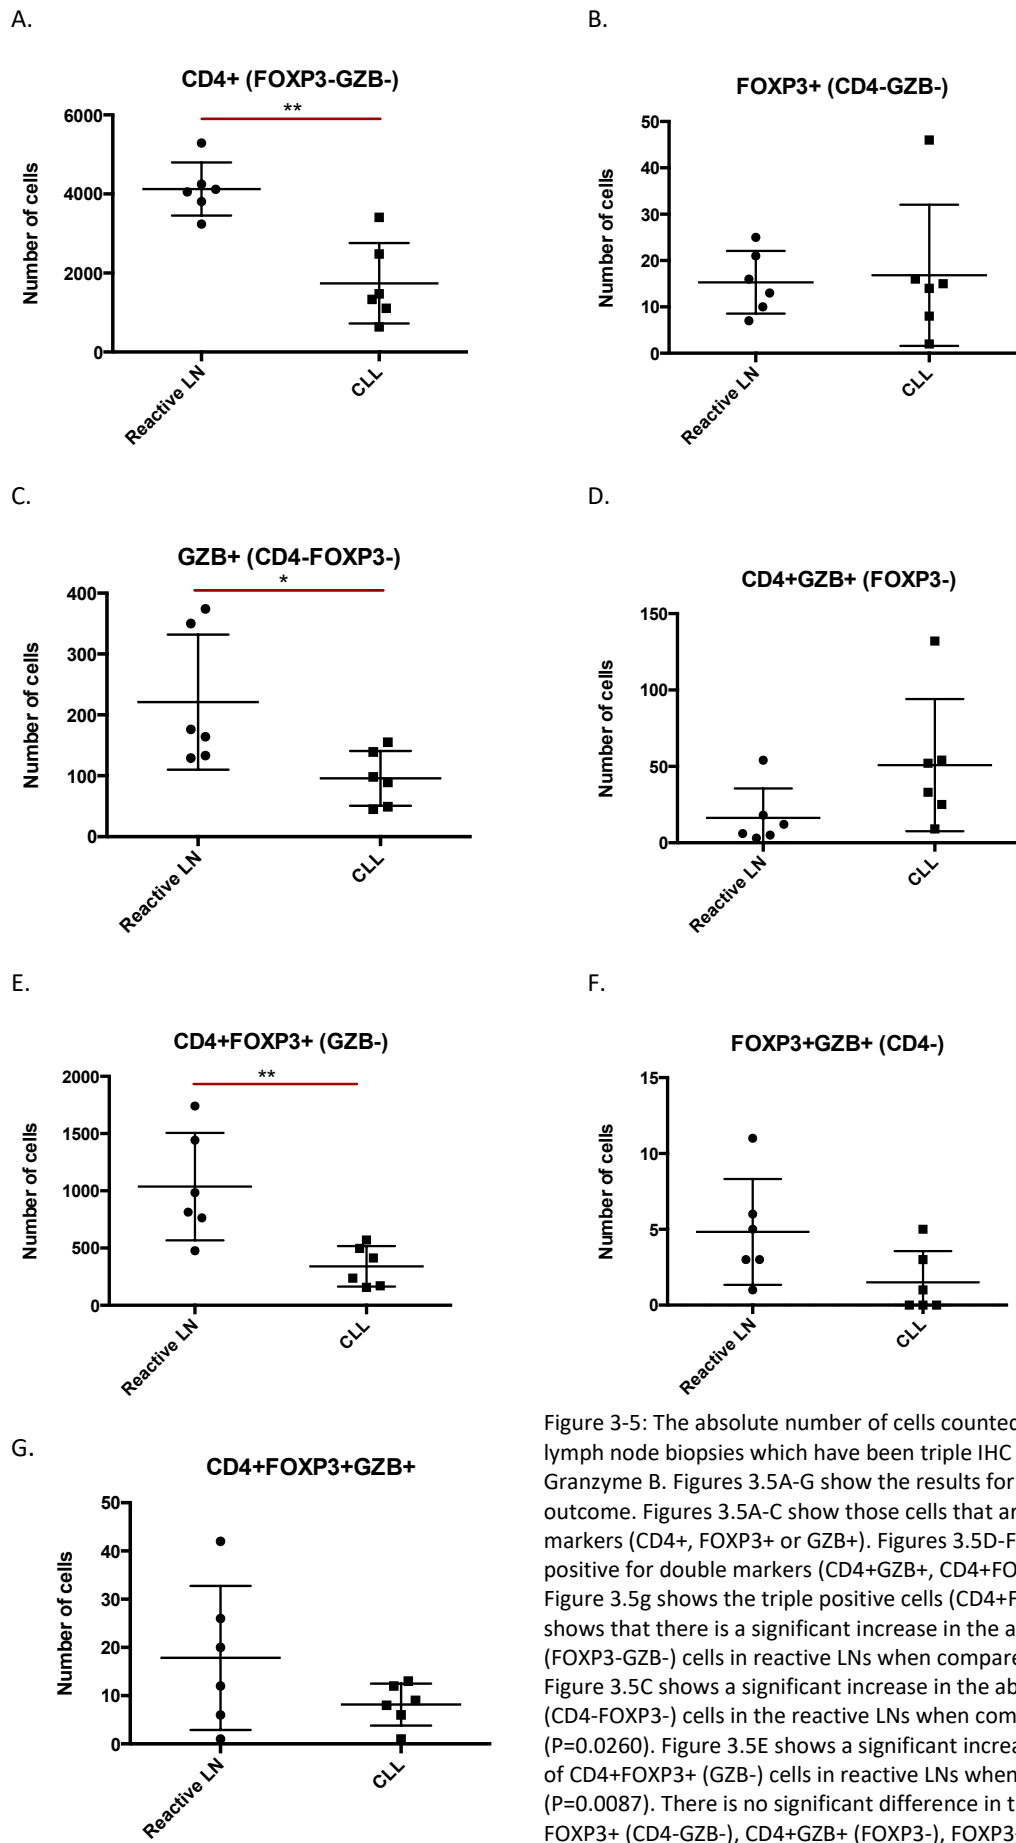 A.
CD4+ (FOXP3-GZB-)
**
Number of cells
6000
4000
2000
0
Reactive LN
CLL
B.
FOXP3+ (CD4-GZB-)
Number of cells
50
40
30
20
10
0
Reactive LN
CLL
C.
GZB+ (CD4-FOXP3-)
*
Number of cells
400
300
200
100
0
Reactive LN
CLL
D.
CD4+GZB+ (FOXP3-)
Number of cells
150
100
50
0
Reactive LN
CLL
E.
CD4+FOXP3+ (GZB-)
**
Number of cells
2000
1500
1000
500
0
Reactive LN
CLL
F.
FOXP3+GZB+ (CD4-)
Number of cells
15
10
5
0
Reactive LN
CLL
G.
CD4+FOXP3+GZB+
Number of cells
50
40
30
20
10
0
Reactive LN
CLL
Figure 3-5: The absolute number of cells counted
lymph node biopsies which have been triple IHC
Granzyme B. Figures 3.5A-G show the results for
outcome. Figures 3.5A-C show those cells that ar
markers (CD4+, FOXP3+ or GZB+). Figures 3.5D-F
positive for double markers (CD4+GZB+, CD4+FO
Figure 3.5g shows the triple positive cells (CD4+F
shows that there is a significant increase in the a
(FOXP3-GZB-) cells in reactive LNs when compare
Figure 3.5C shows a significant increase in the ab
(CD4-FOXP3-) cells in the reactive LNs when com
(P=0.0260). Figure 3.5E shows a significant increa
of CD4+FOXP3+ (GZB-) cells in reactive LNs when
(P=0.0087). There is no significant difference in t
FOXP3+ (CD4-GZB-), CD4+GZB+ (FOXP3-), FOXP3-